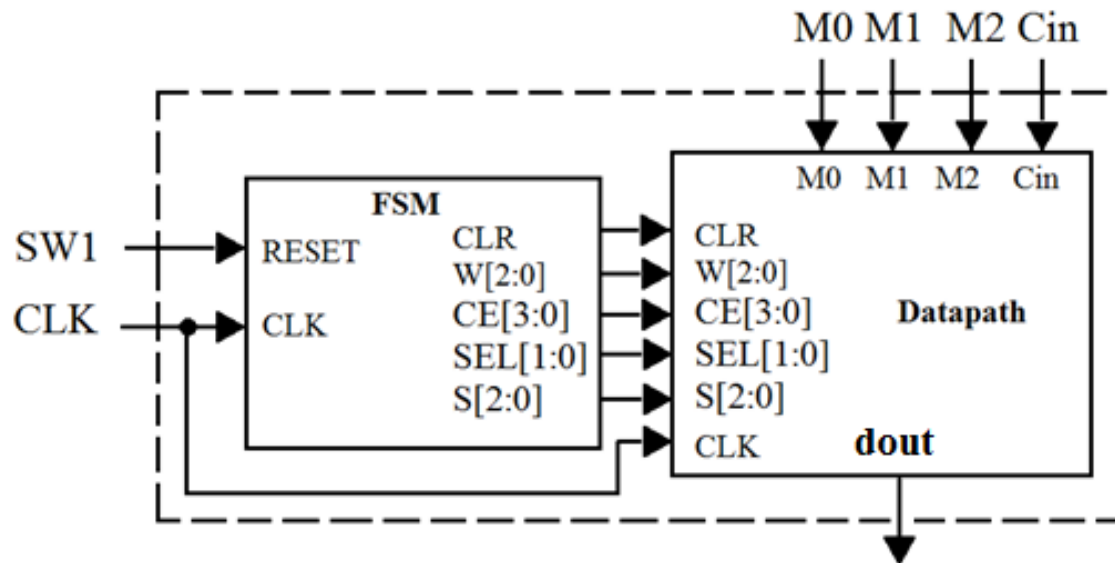 M0 M1 M2 Cin
M0 M1 M2 Cin
FSM
SW1
RESET
CLK
CLK
CLR
W[2:0]
CE[3:0]
SEL[1:0]
S[2:0]
CLR
W[2:0]
CE[3:0]
SEL[1:0]
S[2:0]
CLK
Datapath
dout